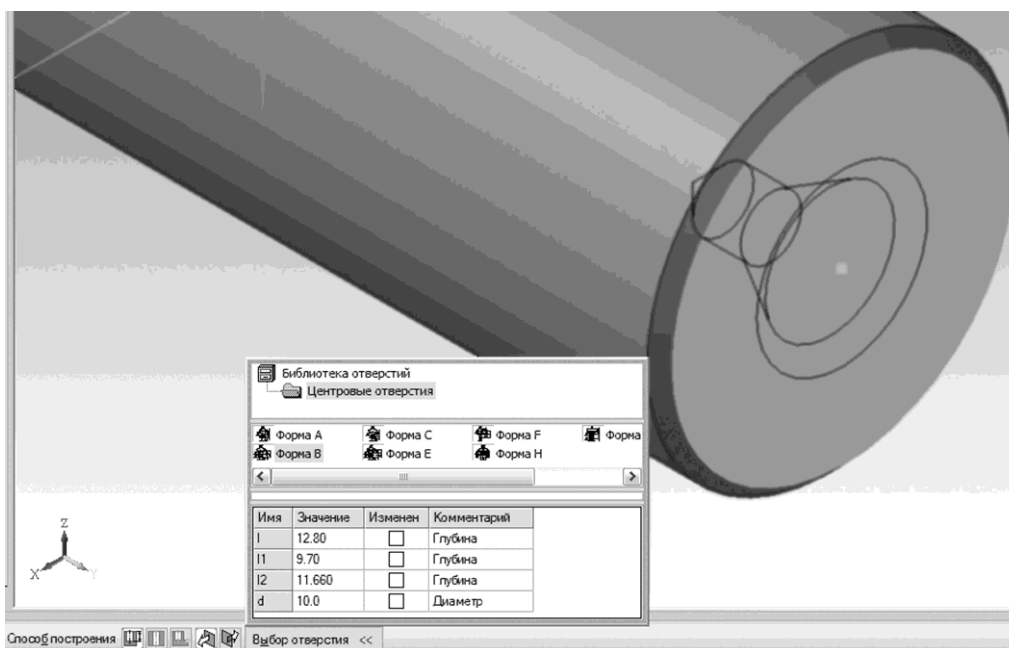 Библиотека отверстий
Центровые отверстия
Форма A Форма C Форма F Форма
Форма B Форма E Форма H
Имя Значение Изменен Комментарий
l 12.80 Глубина
l1 9.70 Глубина
l2 11.660 Глубина
d 10.0 Диаметр
Z
X Y
Способ построения Выбор отверстия <<